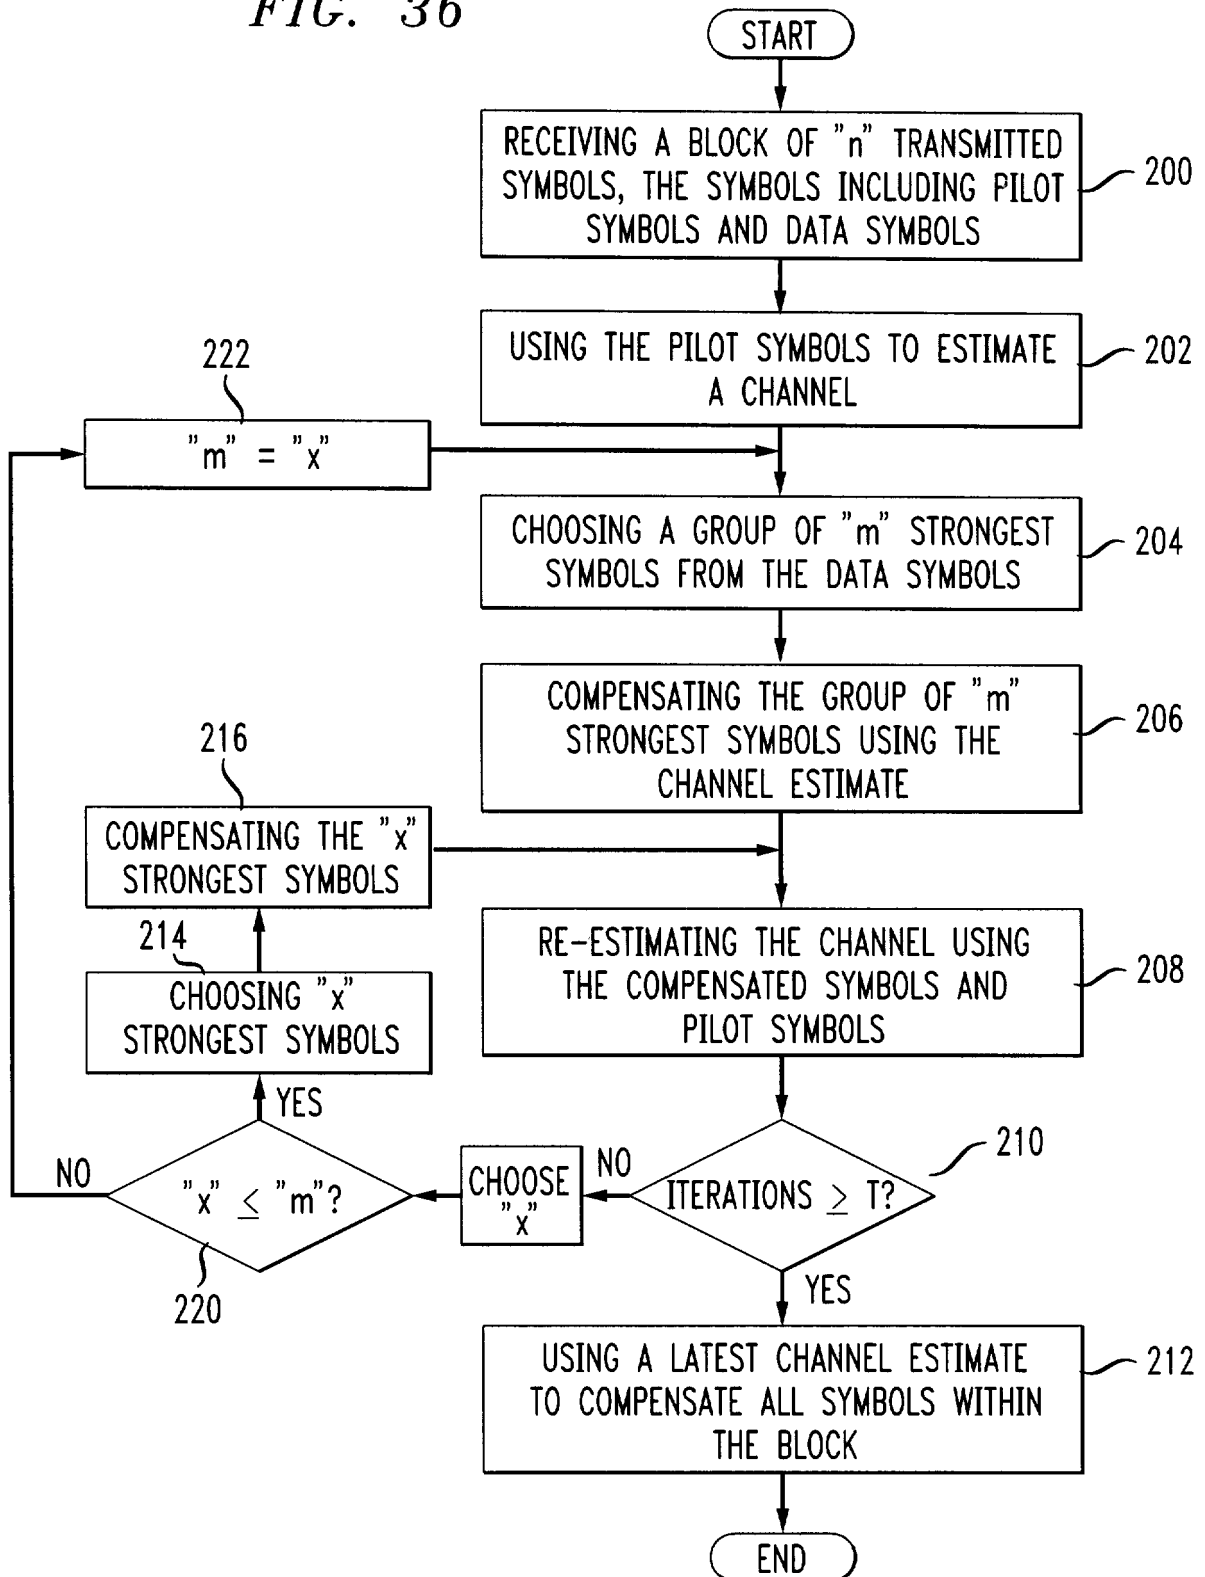 FIG. 36
START
RECEIVING A BLOCK OF "n" TRANSMITTED
SYMBOLS, THE SYMBOLS INCLUDING PILOT
SYMBOLS AND DATA SYMBOLS
200
USING THE PILOT SYMBOLS TO ESTIMATE
A CHANNEL
202
222
"m" = "x"
CHOOSING A GROUP OF "m" STRONGEST
SYMBOLS FROM THE DATA SYMBOLS
204
COMPENSATING THE GROUP OF "m"
STRONGEST SYMBOLS USING THE
CHANNEL ESTIMATE
206
216
COMPENSATING THE "x"
STRONGEST SYMBOLS
214
CHOOSING "x"
STRONGEST SYMBOLS
RE-ESTIMATING THE CHANNEL USING
THE COMPENSATED SYMBOLS AND
PILOT SYMBOLS
208
YES
NO
"x" ≤ "m"?
220
CHOOSE
"x"
NO
ITERATIONS ≥ T?
210
YES
USING A LATEST CHANNEL ESTIMATE
TO COMPENSATE ALL SYMBOLS WITHIN
THE BLOCK
212
END